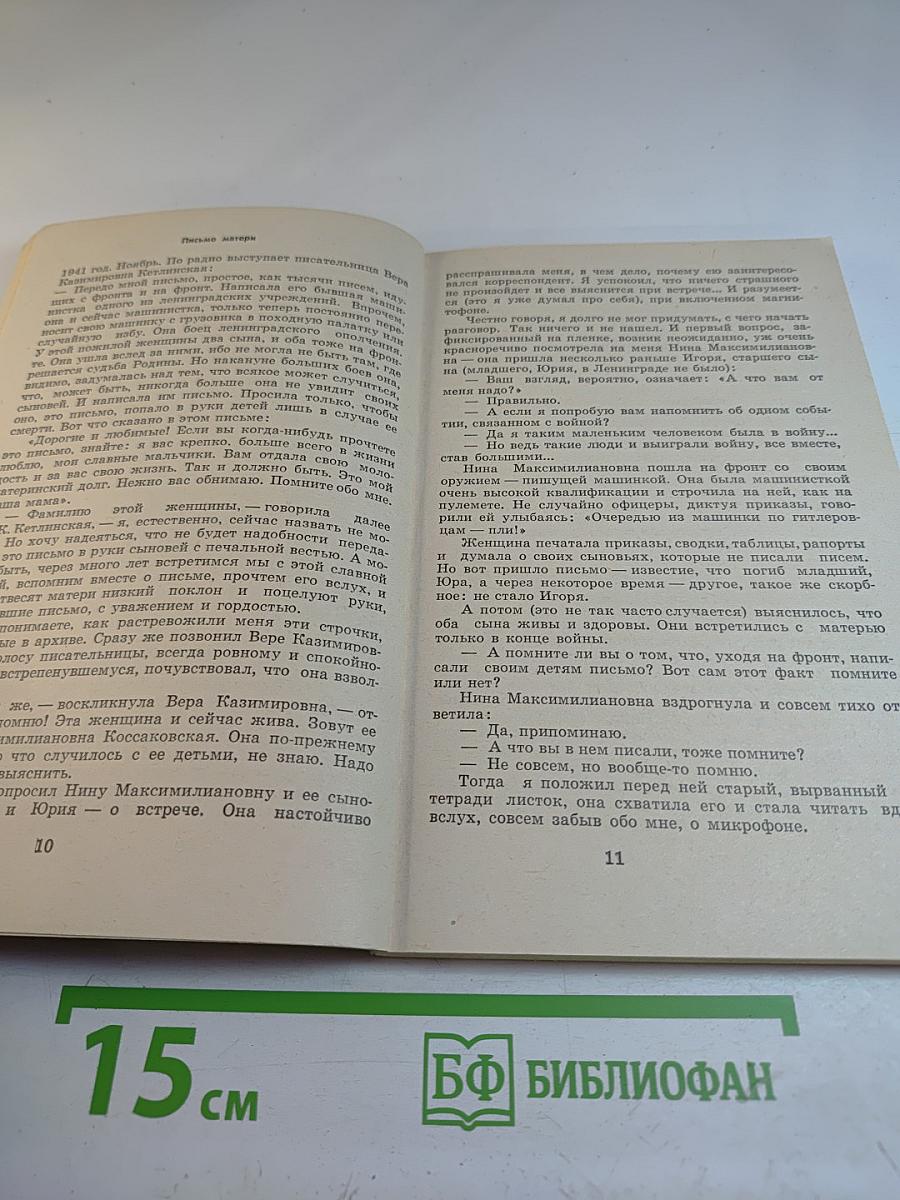 Письмо матери
1941 год. Ноябрь. По радио выступает писательница Вера
Казимировна Кетлинская:
— Передо мной письмо, простое, как тысячи писем, иду-
щих с фронта и на фронт. Написала его бывшая маши-
нистка одного из ленинградских учреждений. Впрочем,
она и сейчас машинистка, только теперь постоянно пере-
носит свою машинку с грузовика в походную палатку или
случайную избу. Она боец ленинградского ополчения.
У этой пожилой женщины два сына, и оба тоже на фрон-
те. Она ушла вслед за ними, ибо не могла не быть там, где
решается судьба Родины. Но накануне больших боев она,
видимо, задумалась над тем, что всякое может случиться,
что, может быть, никогда больше она не увидит своих
сыновей. И написала им письмо. Просила только, чтобы
оно, это письмо, попало в руки детей лишь в случае ее
смерти. Вот что сказано в этом письме:
«Дорогие и любимые! Если вы когда-нибудь прочтете
это письмо, знайте: я вас крепко, больше всего в жизни
люблю, мои славные мальчики. Вам отдала свою моло-
дость и за вас свою жизнь. Так и должно быть. Это мой
материнский долг. Нежно вас обнимаю. Помните обо мне.
аша мама».
— Фамилию этой женщины, — говорила далее
К. Кетлинская, — я, естественно, сейчас назвать не мо-
Но хочу надеяться, что не будет надобности переда-
это письмо в руки сыновей с печальной вестью. А мо-
быть, через много лет встретимся мы с этой славной
й, вспомним вместе о письме, прочтем его вслух, и
твесят матери низкий поклон и поцелуют руки,
вшие письмо, с уважением и гордостью.
понимаете, как растревожили меня эти строчки,
ые в архиве. Сразу же позвонил Вере Казимиров-
олосу писательницы, всегда ровному и спокойно-
встрепенувшемуся, почувствовал, что она взвол-
же, — воскликнула Вера Казимировна, — от-
помню! Эта женщина и сейчас жива. Зовут ее
имилиановна Коссаковская. Она по-прежнему
о что случилось с ее детьми, не знаю. Надо
выяснить.
опросил Нину Максимилиановну и ее сыно-
и Юрия — о встрече. Она настойчиво
10
расспрашивала меня, в чем дело, почему ею заинтересо-
вался корреспондент. Я успокоил, что ничего страшного
не произойдет и все выяснится при встрече... И разумеет-
ся (это я уже думал про себя), при включенном магни-
тофоне.
Честно говоря, я долго не мог придумать, с чего начать
разговор. Так ничего и не нашел. И первый вопрос, за-
фиксированный на пленке, возник неожиданно, уж очень
красноречиво посмотрела на меня Нина Максимилианов-
на — она пришла несколько раньше Игоря, старшего сы-
на (младшего, Юрия, в Ленинграде не было):
— Ваш взгляд, вероятно, означает: «А что вам от
меня надо?»
— Правильно.
— А если я попробую вам напомнить об одном собы-
тии, связанном с войной?
— Да я таким маленьким человеком была в войну...
— Но ведь такие люди и выиграли войну, все вместе,
став большими...
Нина Максимилиановна пошла на фронт со своим
оружием — пишущей машинкой. Она была машинисткой
очень высокой квалификации и строчила на ней, как на
пулемете. Не случайно офицеры, диктуя приказы, гово-
рили ей улыбаясь: «Очередью из машинки по гитлеров-
цам — пли!»
Женщина печатала приказы, сводки, таблицы, рапорты
и думала о своих сыновьях, которые не писали писем.
Но вот пришло письмо — известие, что погиб младший,
Юра, а через некоторое время — другое, такое же скорб-
ное: не стало Игоря.
А потом (это не так часто случается) выяснилось, что
оба сына живы и здоровы. Они встретились с матерью
только в конце войны.
— А помните ли вы о том, что, уходя на фронт, напи-
сали своим детям письмо? Вот сам этот факт помните
или нет?
Нина Максимилиановна вздрогнула и совсем тихо от
ветила:
— Да, припоминаю.
— А что вы в нем писали, тоже помните?
— Не совсем, но вообще-то помню.
Тогда я положил перед ней старый, вырванный
тетради листок, она схватила его и стала читать вд
вслух, совсем забыв обо мне, о микрофоне.
11
15 см
БФ БИБЛИОФАН